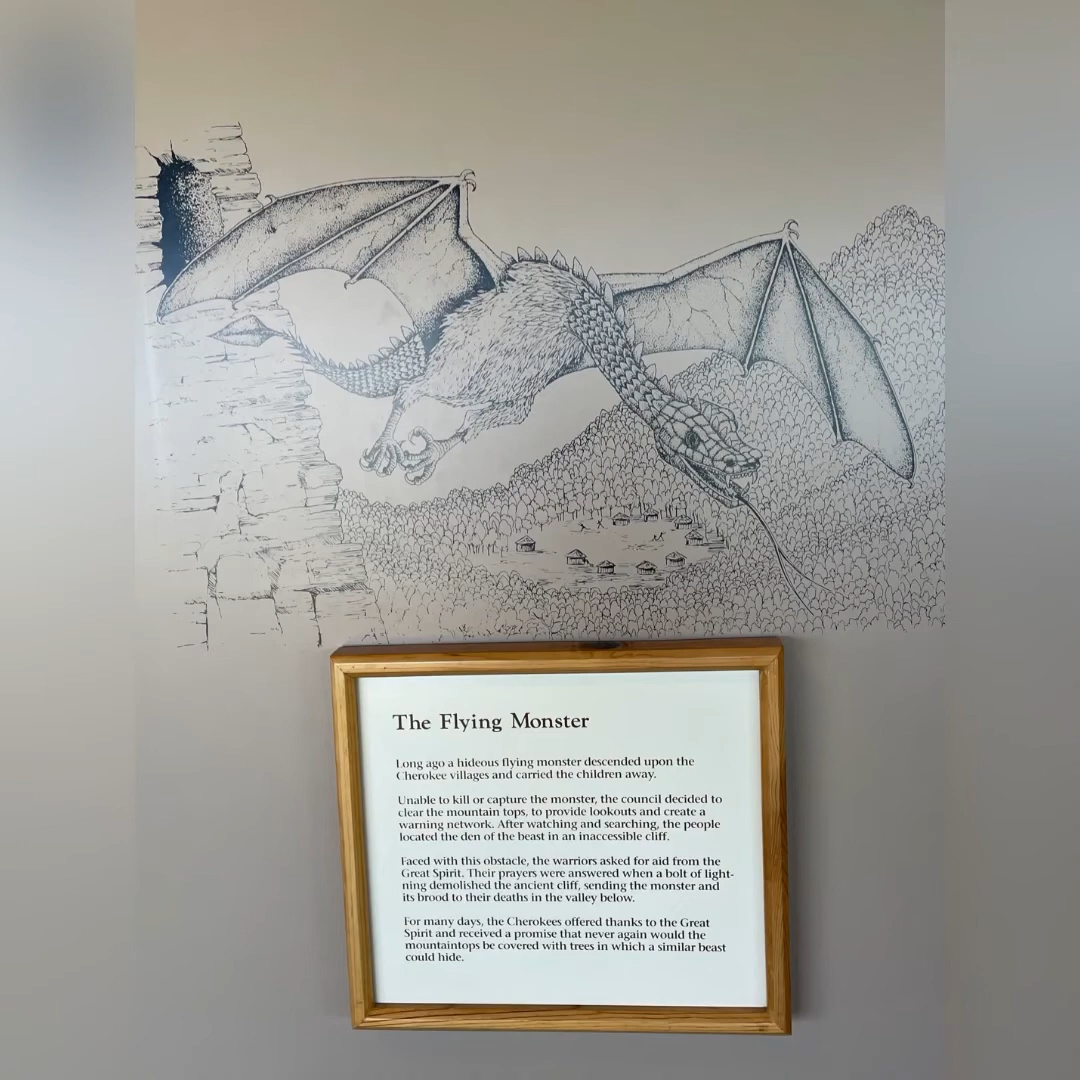 The Flying Monster
Long ago a hideous flying monster descended upon the
Cherokee villages and carried the children away.
Unable to kill or capture the monster, the council decided to
clear the mountain tops, to provide lookouts and create a
warning network. After watching and searching, the people
located the den of the beast in an inaccessible cliff.
Faced with this obstacle, the warriors asked for aid from the
Great Spirit. Their prayers were answered when a bolt of light-
ning demolished the ancient cliff, sending the monster and
its brood to their deaths in the valley below.
For many days, the Cherokees offered thanks to the Great
Spirit and received a promise that never again would the
mountaintops be covered with trees in which a similar beast
could hide.